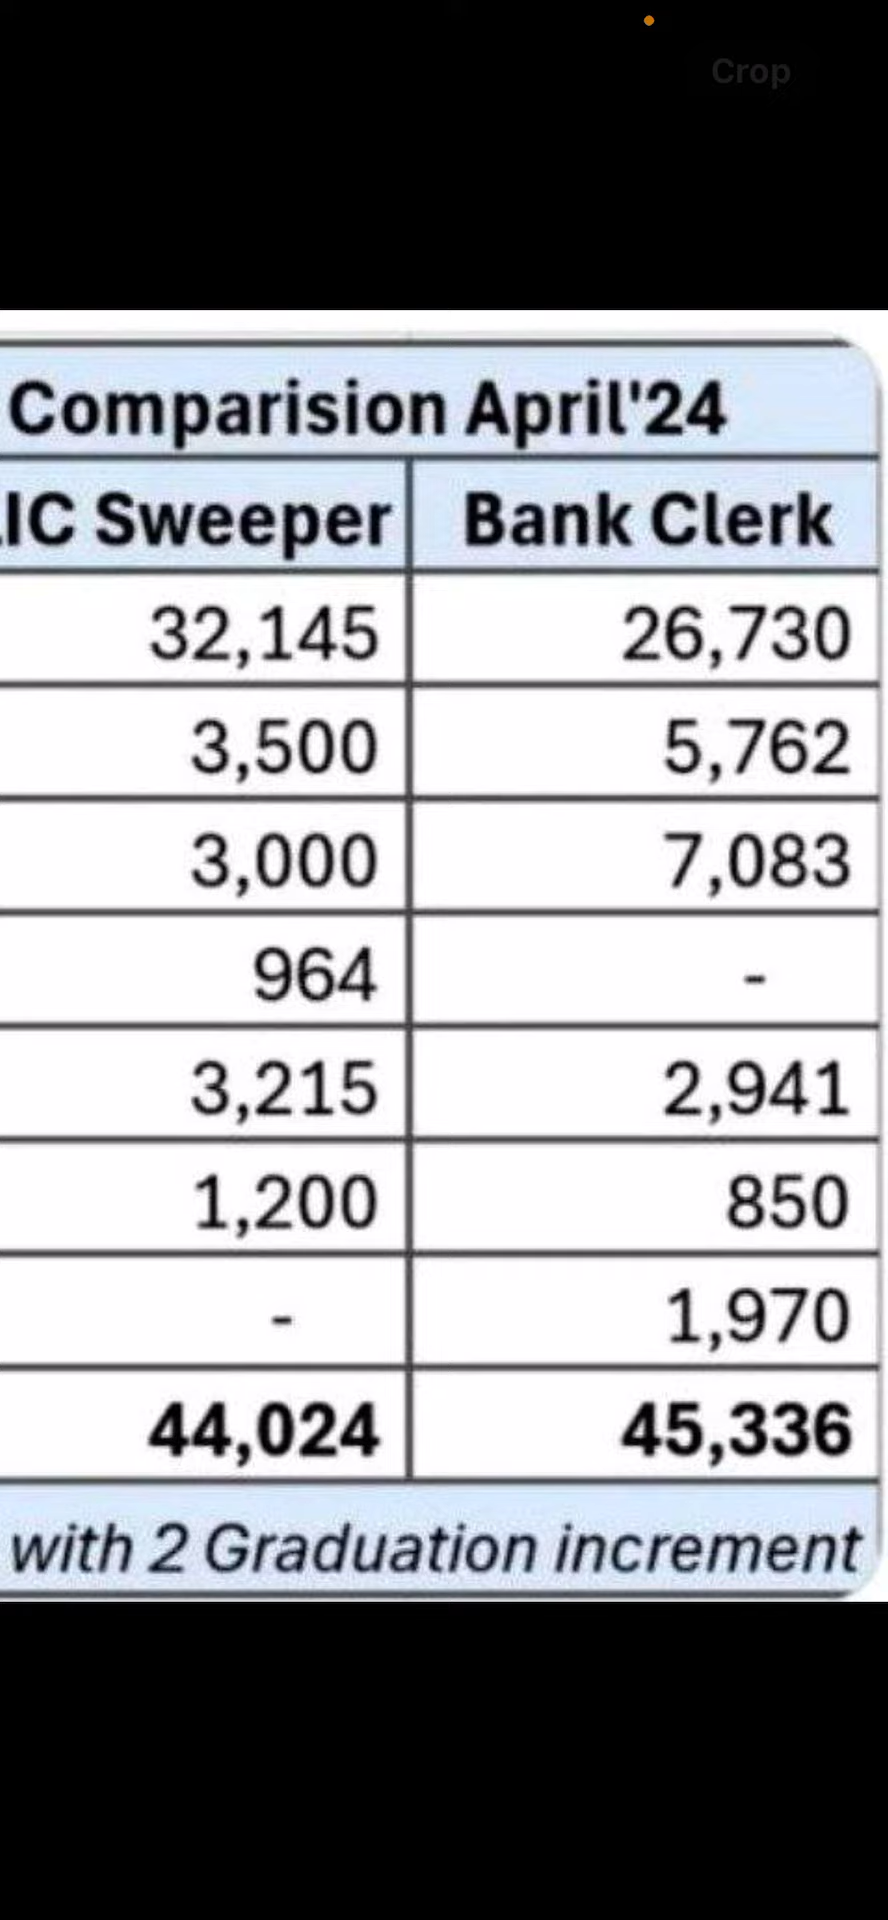 Crop
Comparision April'24
LIC Sweeper Bank Clerk
32,145 26,730
3,500 5,762
3,000 7,083
964 -
3,215 2,941
1,200 850
- 1,970
44,024 45,336
with 2 Graduation increment